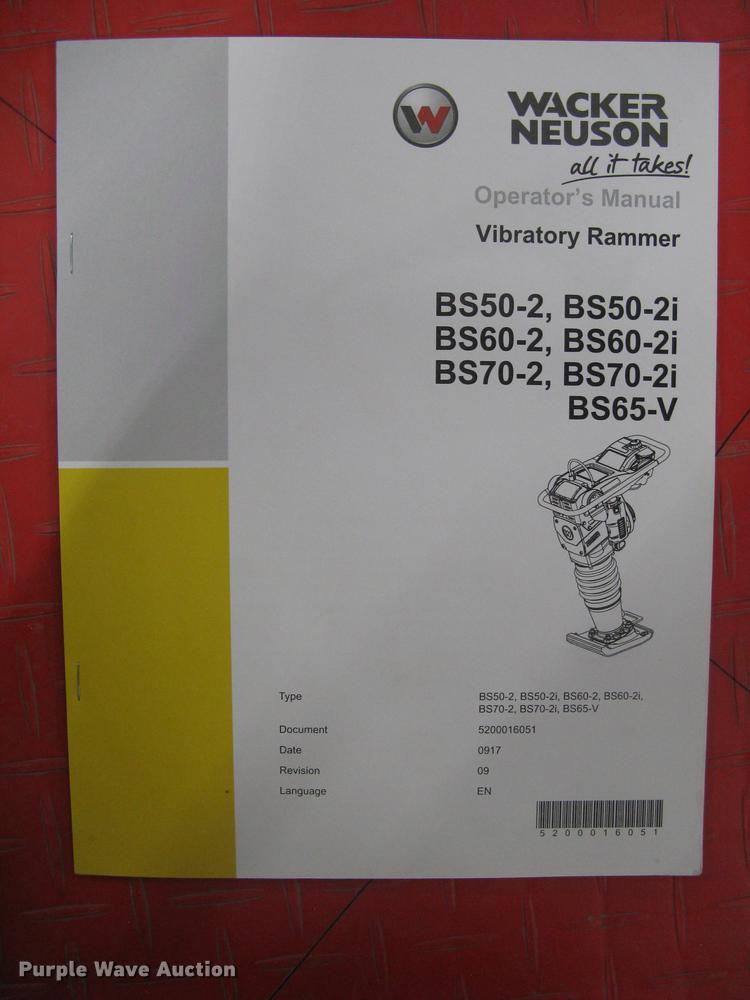 W
WACKER
NEUSON
all it takes!
Operator's Manual
Vibratory Rammer
BS50-2, BS50-2i
BS60-2, BS60-2i
BS70-2, BS70-2i
BS65-V
Type BS50-2, BS50-2i, BS60-2, BS60-2i,
BS70-2, BS70-2i, BS65-V
Document 5200016051
Date 0917
Revision 09
Language EN
5200016051
Purple Wave Auction